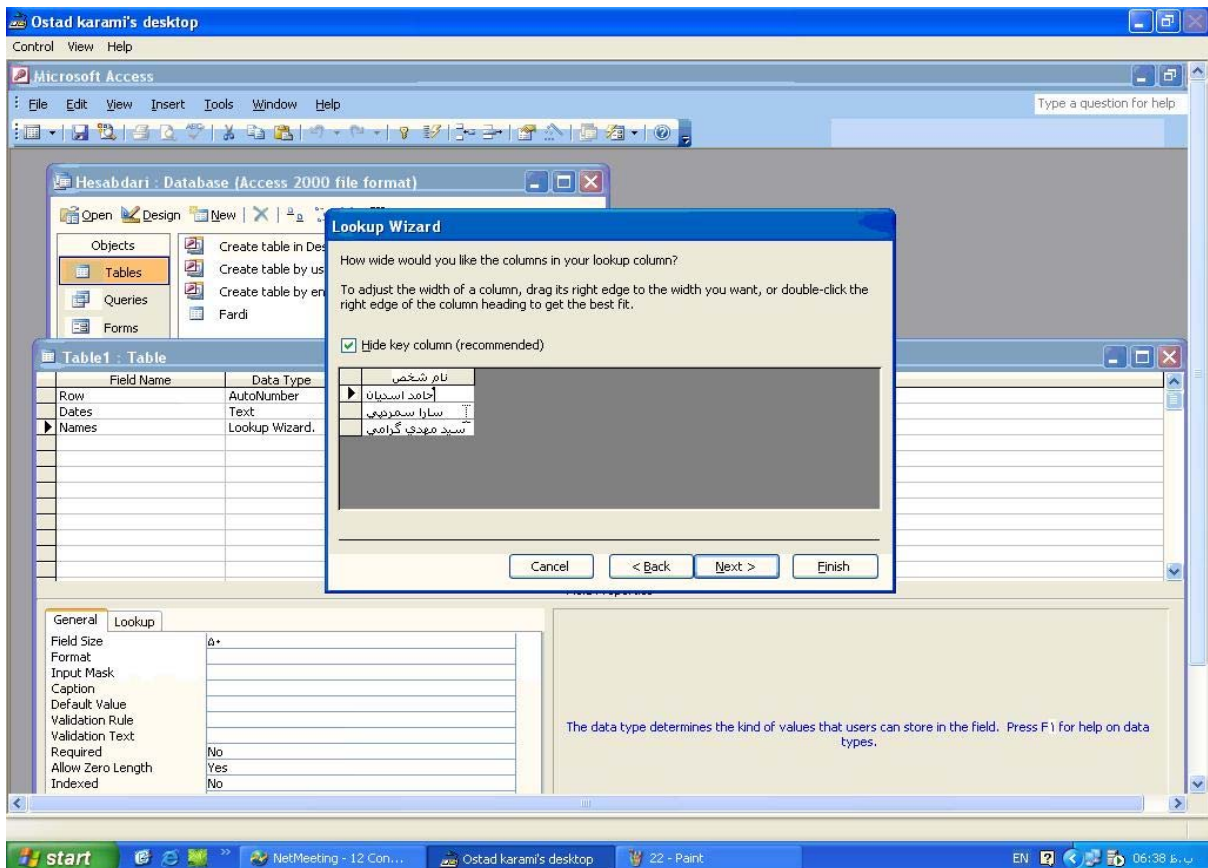 Ostad karami's desktop
Control View Help
Microsoft Access
File Edit View Insert Tools Window Help
Type a question for help
Hesabdari : Database (Access 2000 file format)
Open Design New
Objects
Tables
Queries
Forms
Create table in Des
Create table by us
Create table by en
Fardi
Lookup Wizard
How wide would you like the columns in your lookup column?
To adjust the width of a column, drag its right edge to the width you want, or double-click the
right edge of the column heading to get the best fit.
Hide key column (recommended)
نام شخص
حامد اسدیان
سارا
سید مهدي گرامي
Cancel < Back Next > Finish
Table1 : Table
Field Name Data Type
Row AutoNumber
Dates Text
Names Lookup Wizard.
General Lookup
Field Size ۵۰
Format
Input Mask
Caption
Default Value
Validation Rule
Validation Text
Required No
Allow Zero Length Yes
Indexed No
The data type determines the kind of values that users can store in the field. Press F۱ for help on data
types.
start NetMeeting - 12 Con... Ostad karami's desktop 22 - Paint EN 06:38 ب.ظ